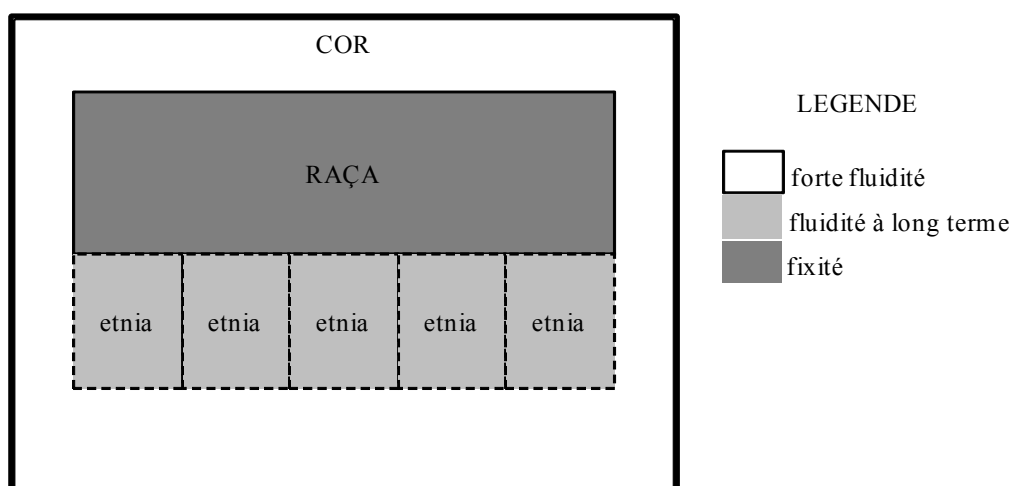 COR
RAÇA
etnia etnia etnia etnia etnia
LEGENDE
forte fluidité
fluidité à long terme
fixité